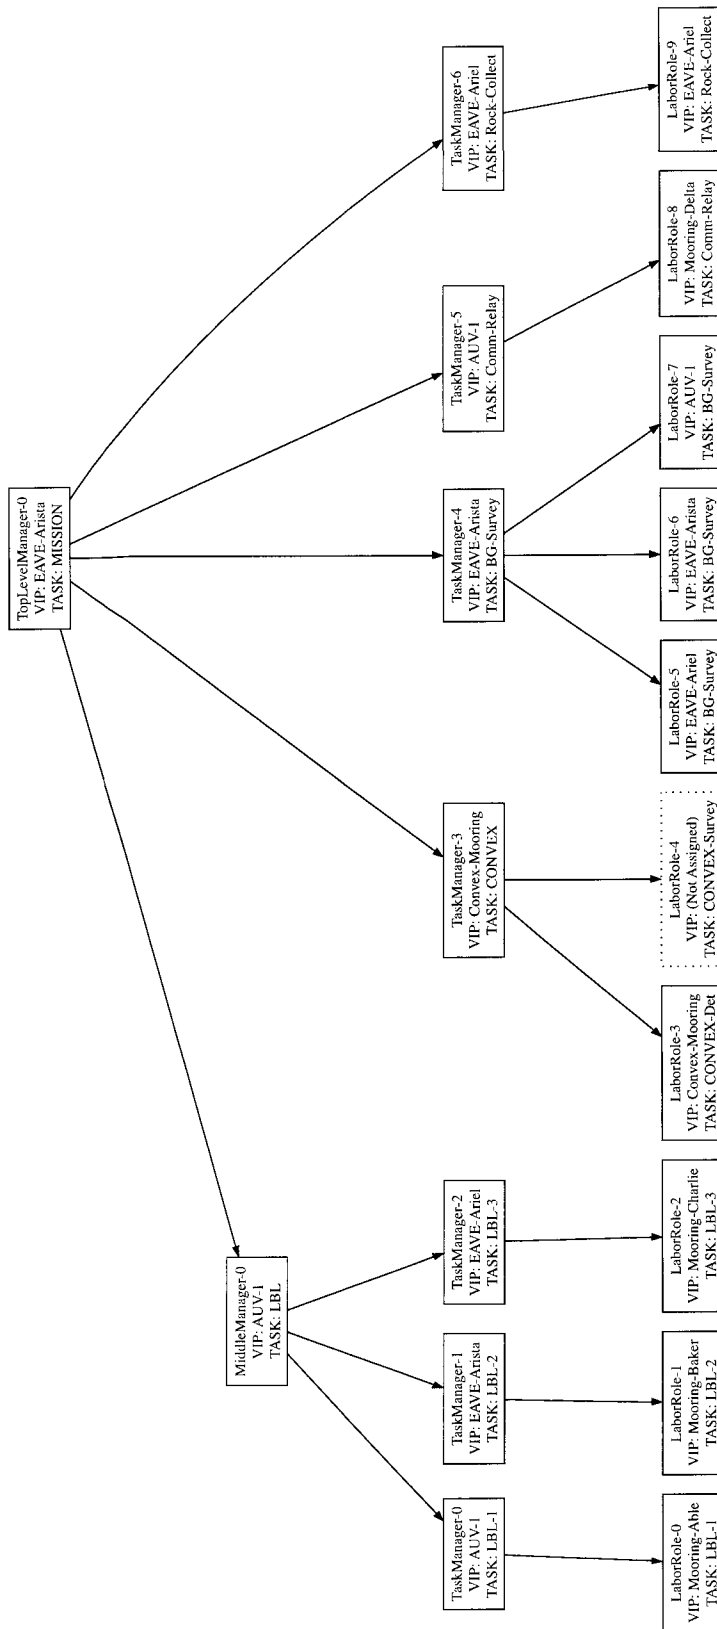 TopLevelManager-0
VIP: EAVE-Arista
TASK: MISSION
MiddleManager-0
VIP: AUV-1
TASK: LBL
TaskManager-0
VIP: AUV-1
TASK: LBL-1
TaskManager-1
VIP: EAVE-Arista
TASK: LBL-2
TaskManager-2
VIP: EAVE-Ariel
TASK: LBL-3
TaskManager-3
VIP: Convex-Mooring
TASK: CONVEX
TaskManager-4
VIP: EAVE-Arista
TASK: BG-Survey
TaskManager-5
VIP: AUV-1
TASK: Comm-Relay
TaskManager-6
VIP: EAVE-Ariel
TASK: Rock-Collect
LaborRole-0
VIP: Mooring-Able
TASK: LBL-1
LaborRole-1
VIP: Mooring-Baker
TASK: LBL-2
LaborRole-2
VIP: Mooring-Charlie
TASK: LBL-3
LaborRole-3
VIP: Convex-Mooring
TASK: CONVEX-Det
LaborRole-4
VIP: (Not Assigned)
TASK: CONVEX-Survey
LaborRole-5
VIP: EAVE-Ariel
TASK: BG-Survey
LaborRole-6
VIP: EAVE-Arista
TASK: BG-Survey
LaborRole-7
VIP: AUV-1
TASK: BG-Survey
LaborRole-8
VIP: Mooring-Delta
TASK: Comm-Relay
LaborRole-9
VIP: EAVE-Ariel
TASK: Rock-Collect